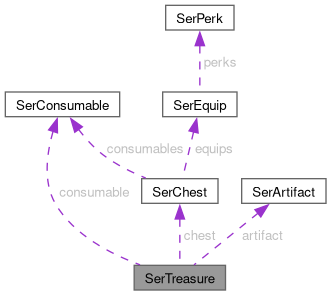 SerPerk
perks
SerConsumable
SerEquip
consumables
equips
consumable
SerChest
SerArtifact
chest
artifact
SerTreasure